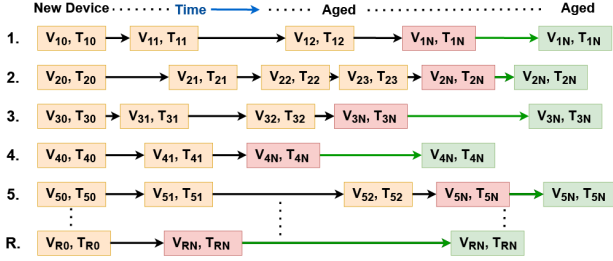 New Device Time Aged Aged
1. V10, T10 V11, T11 V12, T12 V1N, T1N V1N, T1N
2. V20, T20 V21, T21 V22, T22 V23, T23 V2N, T2N V2N, T2N
3. V30, T30 V31, T31 V32, T32 V3N, T3N V3N, T3N
4. V40, T40 V41, T41 V4N, T4N V4N, T4N
5. V50, T50 V51, T51 V52, T52 V5N, T5N V5N, T5N
R. VR0, TR0 VRN, TRN VRN, TRN